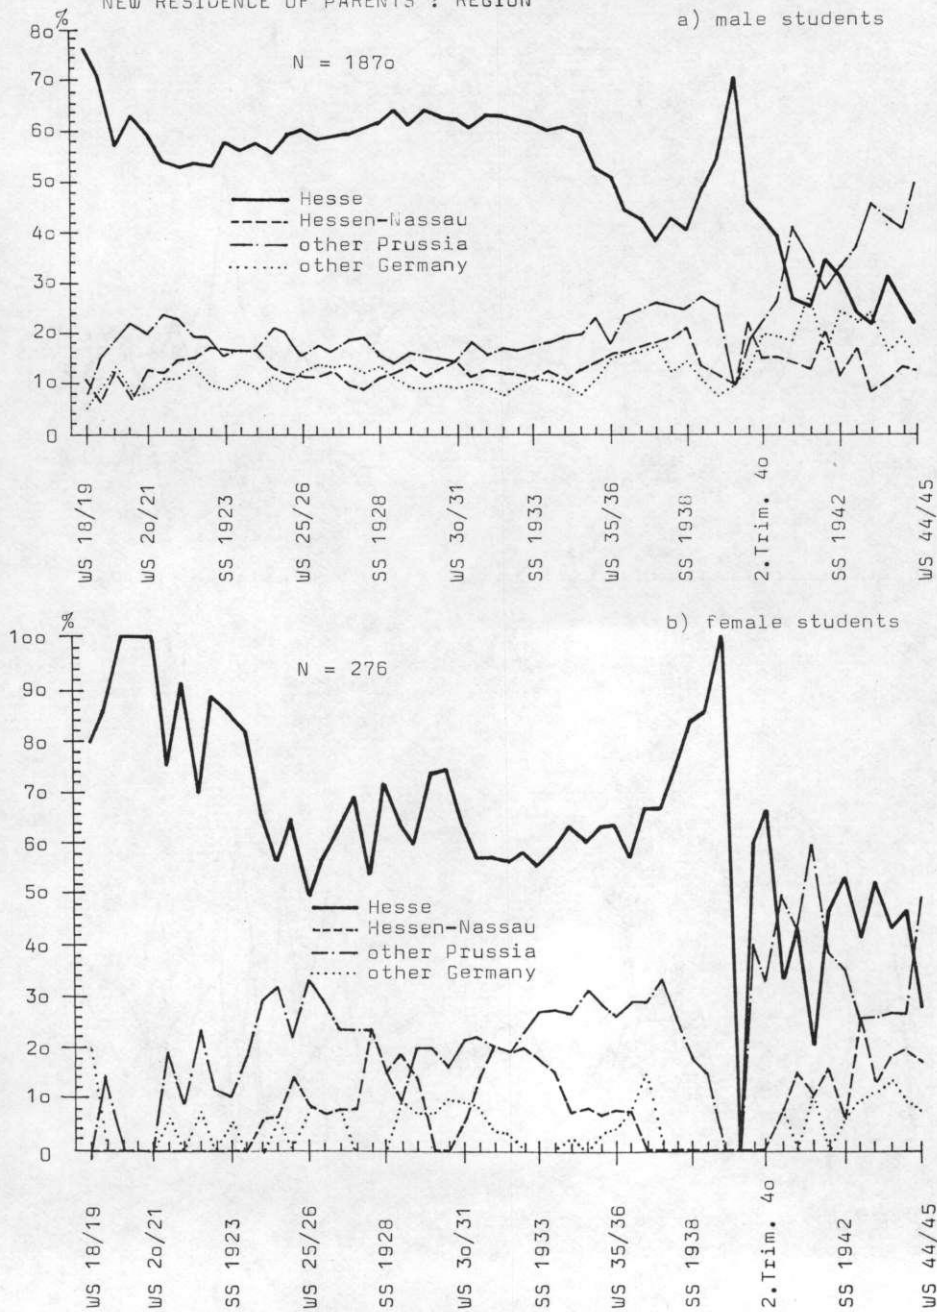 NEW RESIDENCE OF PARENTS : REGION
a) male students
%
8o
7o
6o
5o
4o
3o
2o
1o
0
N = 187o
Hesse
Hessen-Nassau
other Prussia
other Germany
WS 18/19
WS 2o/21
SS 1923
WS 25/26
SS 1928
WS 3o/31
SS 1933
WS 35/36
SS 1938
2.Trim. 4o
SS 1942
WS 44/45
b) female students
%
1oo
9o
8o
7o
6o
5o
4o
3o
2o
1o
0
N = 276
Hesse
Hessen-Nassau
other Prussia
other Germany
WS 18/19
WS 2o/21
SS 1923
WS 25/26
SS 1928
WS 3o/31
SS 1933
WS 35/36
SS 1938
2.Trim. 4o
SS 1942
WS 44/45